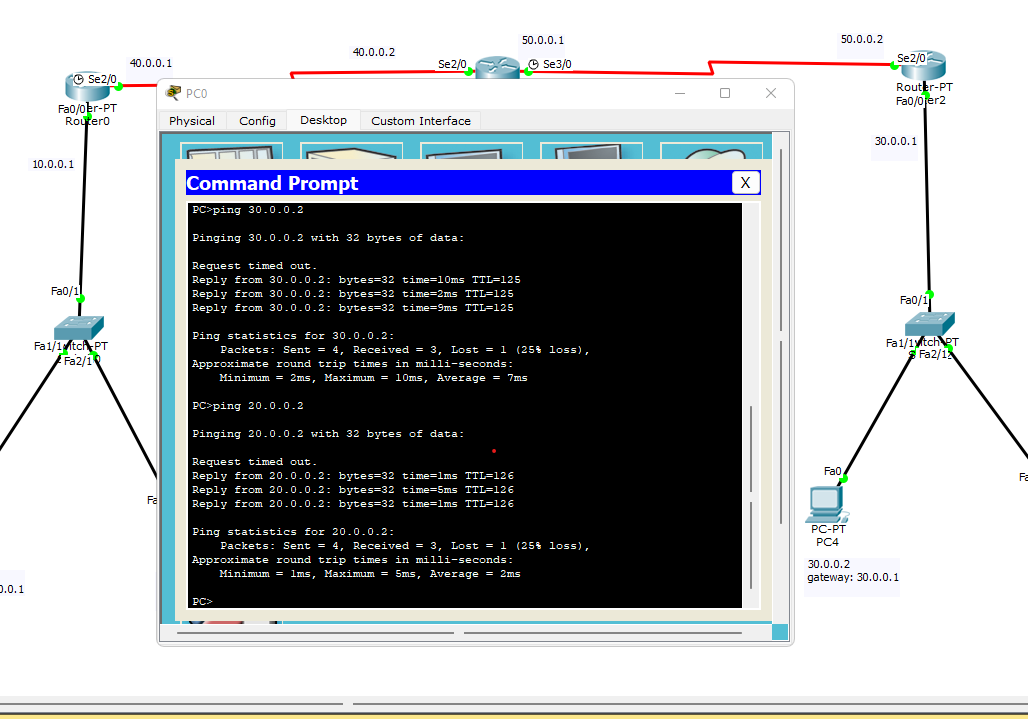 50.0.0.1
50.0.0.2
40.0.0.2
40.0.0.1
Se2/0
Se3/0
Se2/0
Se2/0
PC0
Router-PT
Fa0/0
er2
Fa0/0
er-PT
Router0
Physical
Config
Desktop
Custom Interface
30.0.0.1
10.0.0.1
Command Prompt
X
PC>ping 30.0.0.2
Pinging 30.0.0.2 with 32 bytes of data:
Request timed out.
Reply from 30.0.0.2: bytes=32 time=10ms TTL=125
Reply from 30.0.0.2: bytes=32 time=2ms TTL=125
Reply from 30.0.0.2: bytes=32 time=9ms TTL=125
Ping statistics for 30.0.0.2:
Packets: Sent = 4, Received = 3, Lost = 1 (25% loss),
Approximate round trip times in milli-seconds:
Minimum = 2ms, Maximum = 10ms, Average = 7ms
PC>ping 20.0.0.2
Pinging 20.0.0.2 with 32 bytes of data:
Request timed out.
Reply from 20.0.0.2: bytes=32 time=1ms TTL=126
Reply from 20.0.0.2: bytes=32 time=5ms TTL=126
Reply from 20.0.0.2: bytes=32 time=1ms TTL=126
Ping statistics for 20.0.0.2:
Packets: Sent = 4, Received = 3, Lost = 1 (25% loss),
Approximate round trip times in milli-seconds:
Minimum = 1ms, Maximum = 5ms, Average = 2ms
PC>
Fa0/1
Fa1/1
itch-PT
Fa2/1
Fa
Fa0/1
Fa1/1
itch-PT
Fa2/1
Fa0
Fa
PC-PT
PC4
30.0.0.2
gateway: 30.0.0.1
0.0.1